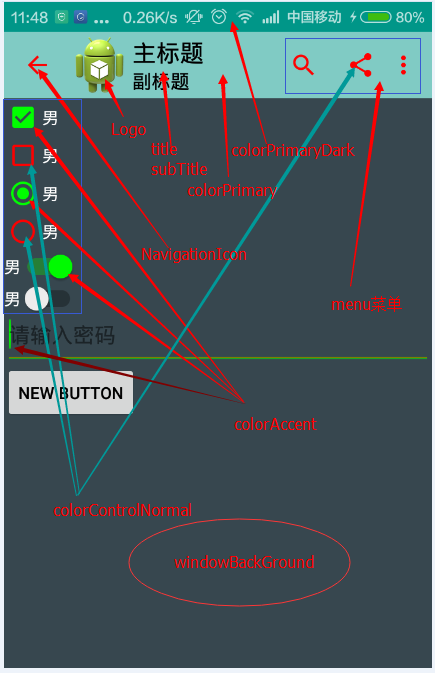 11:48 ... 0.26K/s 中国移动 80%
主标题
副标题
男
Logo
男
title
subTitle
colorPrimaryDark
男
colorPrimary
男
NavigationIcon
男
男
menu菜单
请输入密码
NEW BUTTON
colorAccent
colorControlNormal
windowBackGround